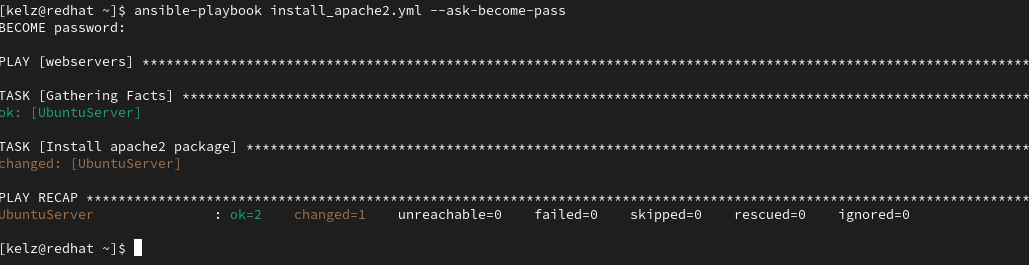 [kelz@redhat ~]$ ansible-playbook install_apache2.yml --ask-become-pass
BECOME password:
PLAY [webservers] ***************************************************************************************************************
TASK [Gathering Facts] **********************************************************************************************************
ok: [UbuntuServer]
TASK [Install apache2 package] **************************************************************************************************
changed: [UbuntuServer]
PLAY RECAP **********************************************************************************************************************
UbuntuServer               : ok=2    changed=1    unreachable=0    failed=0    skipped=0    rescued=0    ignored=0
[kelz@redhat ~]$